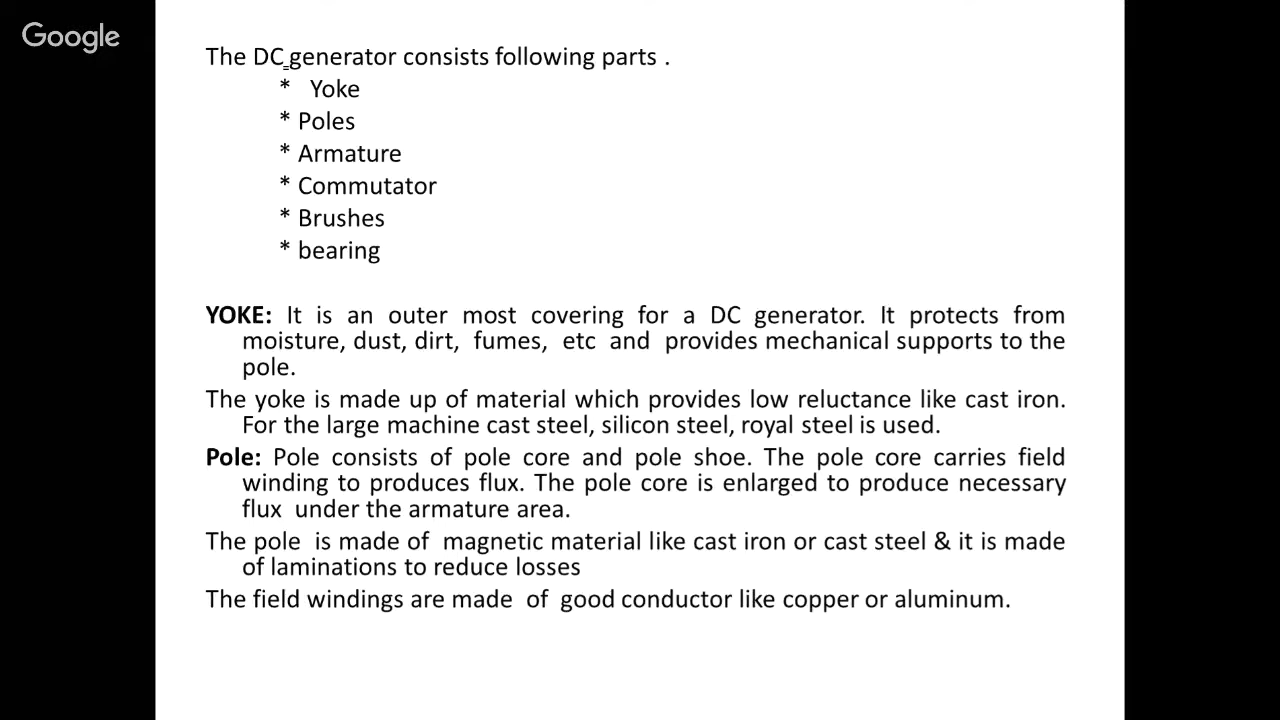 Google
The DC generator consists following parts .
* Yoke
* Poles
* Armature
* Commutator
* Brushes
* bearing
YOKE: It is an outer most covering for a DC generator. It protects from
moisture, dust, dirt, fumes, etc and provides mechanical supports to the
pole.
The yoke is made up of material which provides low reluctance like cast iron.
For the large machine cast steel, silicon steel, royal steel is used.
Pole: Pole consists of pole core and pole shoe. The pole core carries field
winding to produces flux. The pole core is enlarged to produce necessary
flux under the armature area.
The pole is made of magnetic material like cast iron or cast steel & it is made
of laminations to reduce losses
The field windings are made of good conductor like copper or aluminum.